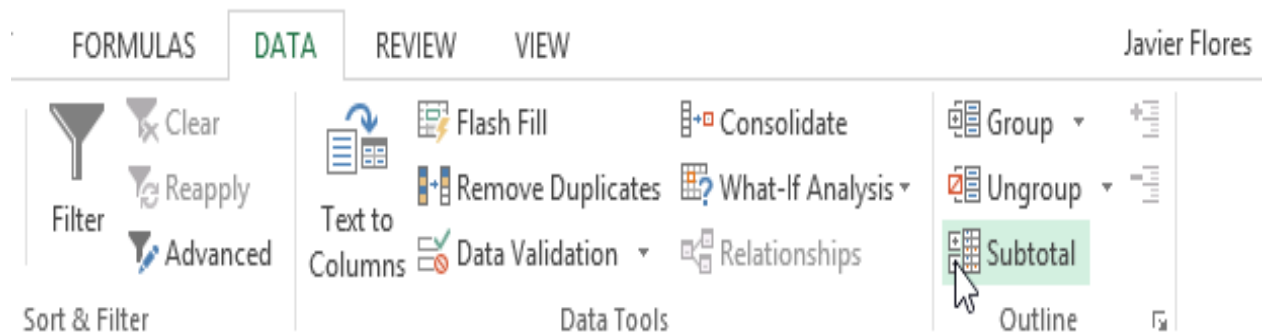 FORMULAS DATA REVIEW VIEW Javier Flores
Filter
Clear
Reapply
Advanced
Sort & Filter
Text to
Columns
Flash Fill
Remove Duplicates
Data Validation
Consolidate
What-If Analysis
Relationships
Data Tools
Group
Ungroup
Subtotal
Outline